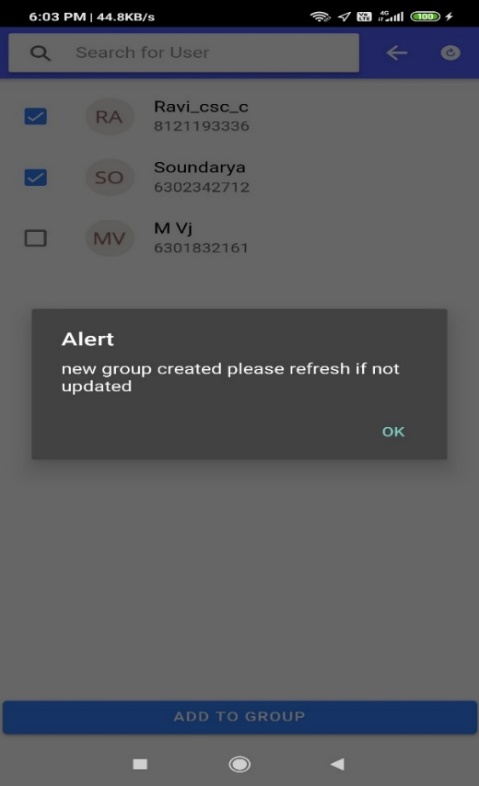 6:03 PM | 44.8KB/s
4G
100
Search for User
RA
Ravi_csc_c
8121193336
SO
Soundarya
6302342712
MV
M Vj
6301832161
Alert
new group created please refresh if not
updated
OK
ADD TO GROUP